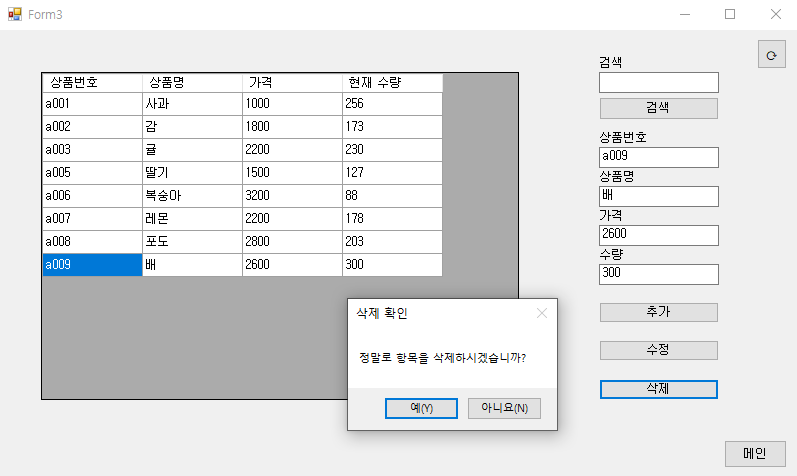 Form3
상품번호 상품명 가격 현재 수량
a001 사과 1000 256
a002 감 1800 173
a003 귤 2200 230
a005 딸기 1500 127
a006 복숭아 3200 88
a007 레몬 2200 178
a008 포도 2800 203
a009 배 2600 300
검색
검색
상품번호
a009
상품명
배
가격
2600
수량
300
추가
수정
삭제
메인
삭제 확인
정말로 항목을 삭제하시겠습니까?
예(Y) 아니요(N)